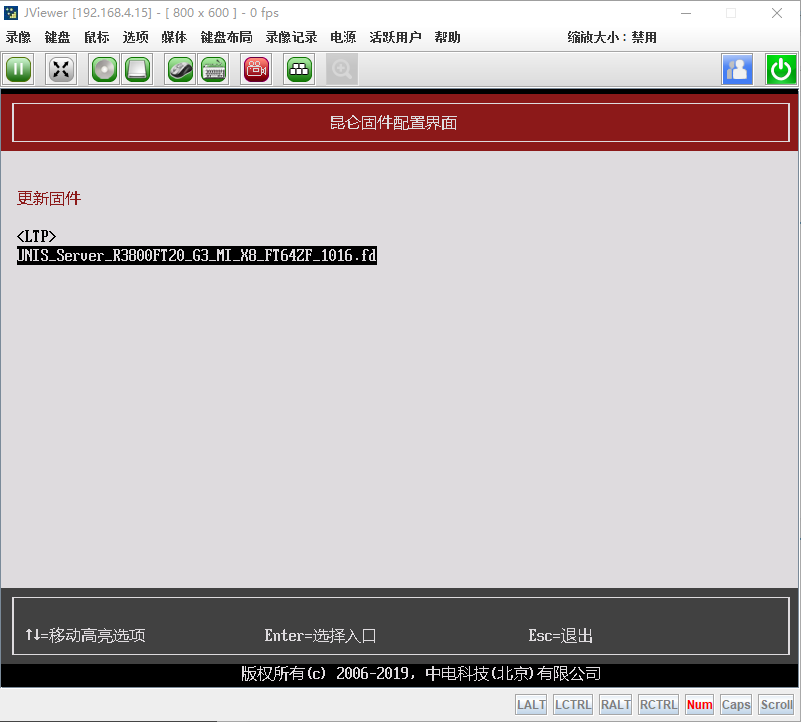 JViewer [192.168.4.15] - [ 800 x 600 ] - 0 fps
录像 键盘 鼠标 选项 媒体 键盘布局 录像记录 电源 活跃用户 帮助 缩放大小：禁用
昆仑固件配置界面
更新固件
<LTP>
UNIS_Server_R3800FT20_G3_MI_X8_FT64ZF_1016.fd
↑↓=移动高亮选项 Enter=选择入口 Esc=退出
版权所有(c) 2006-2019, 中电科技(北京)有限公司
LALT LCTRL RALT RCTRL Num Caps Scroll